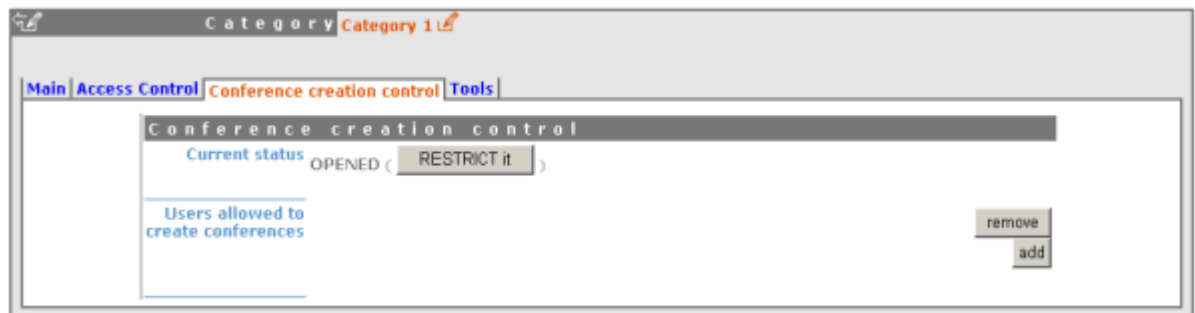 Category Category 1
Main Access Control Conference creation control Tools
Conference creation control
Current status OPENED ( RESTRICT it )
Users allowed to
create conferences
remove
add